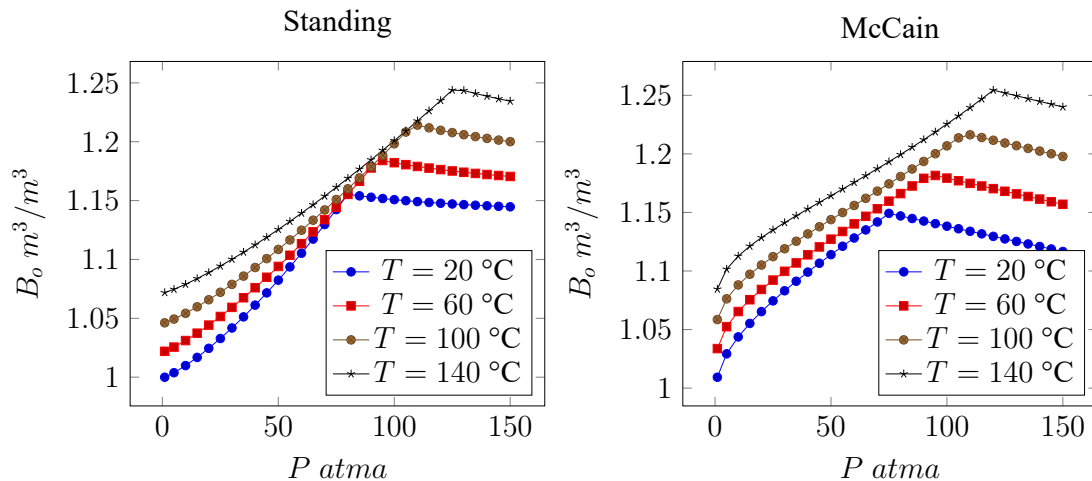 Standing
B_o m^3/m^3
1.25
1.2
1.15
1.1
1.05
1
0 50 100 150
P atma
T = 20 °C
T = 60 °C
T = 100 °C
T = 140 °C
McCain
B_o m^3/m^3
1.25
1.2
1.15
1.1
1.05
1
0 50 100 150
P atma
T = 20 °C
T = 60 °C
T = 100 °C
T = 140 °C